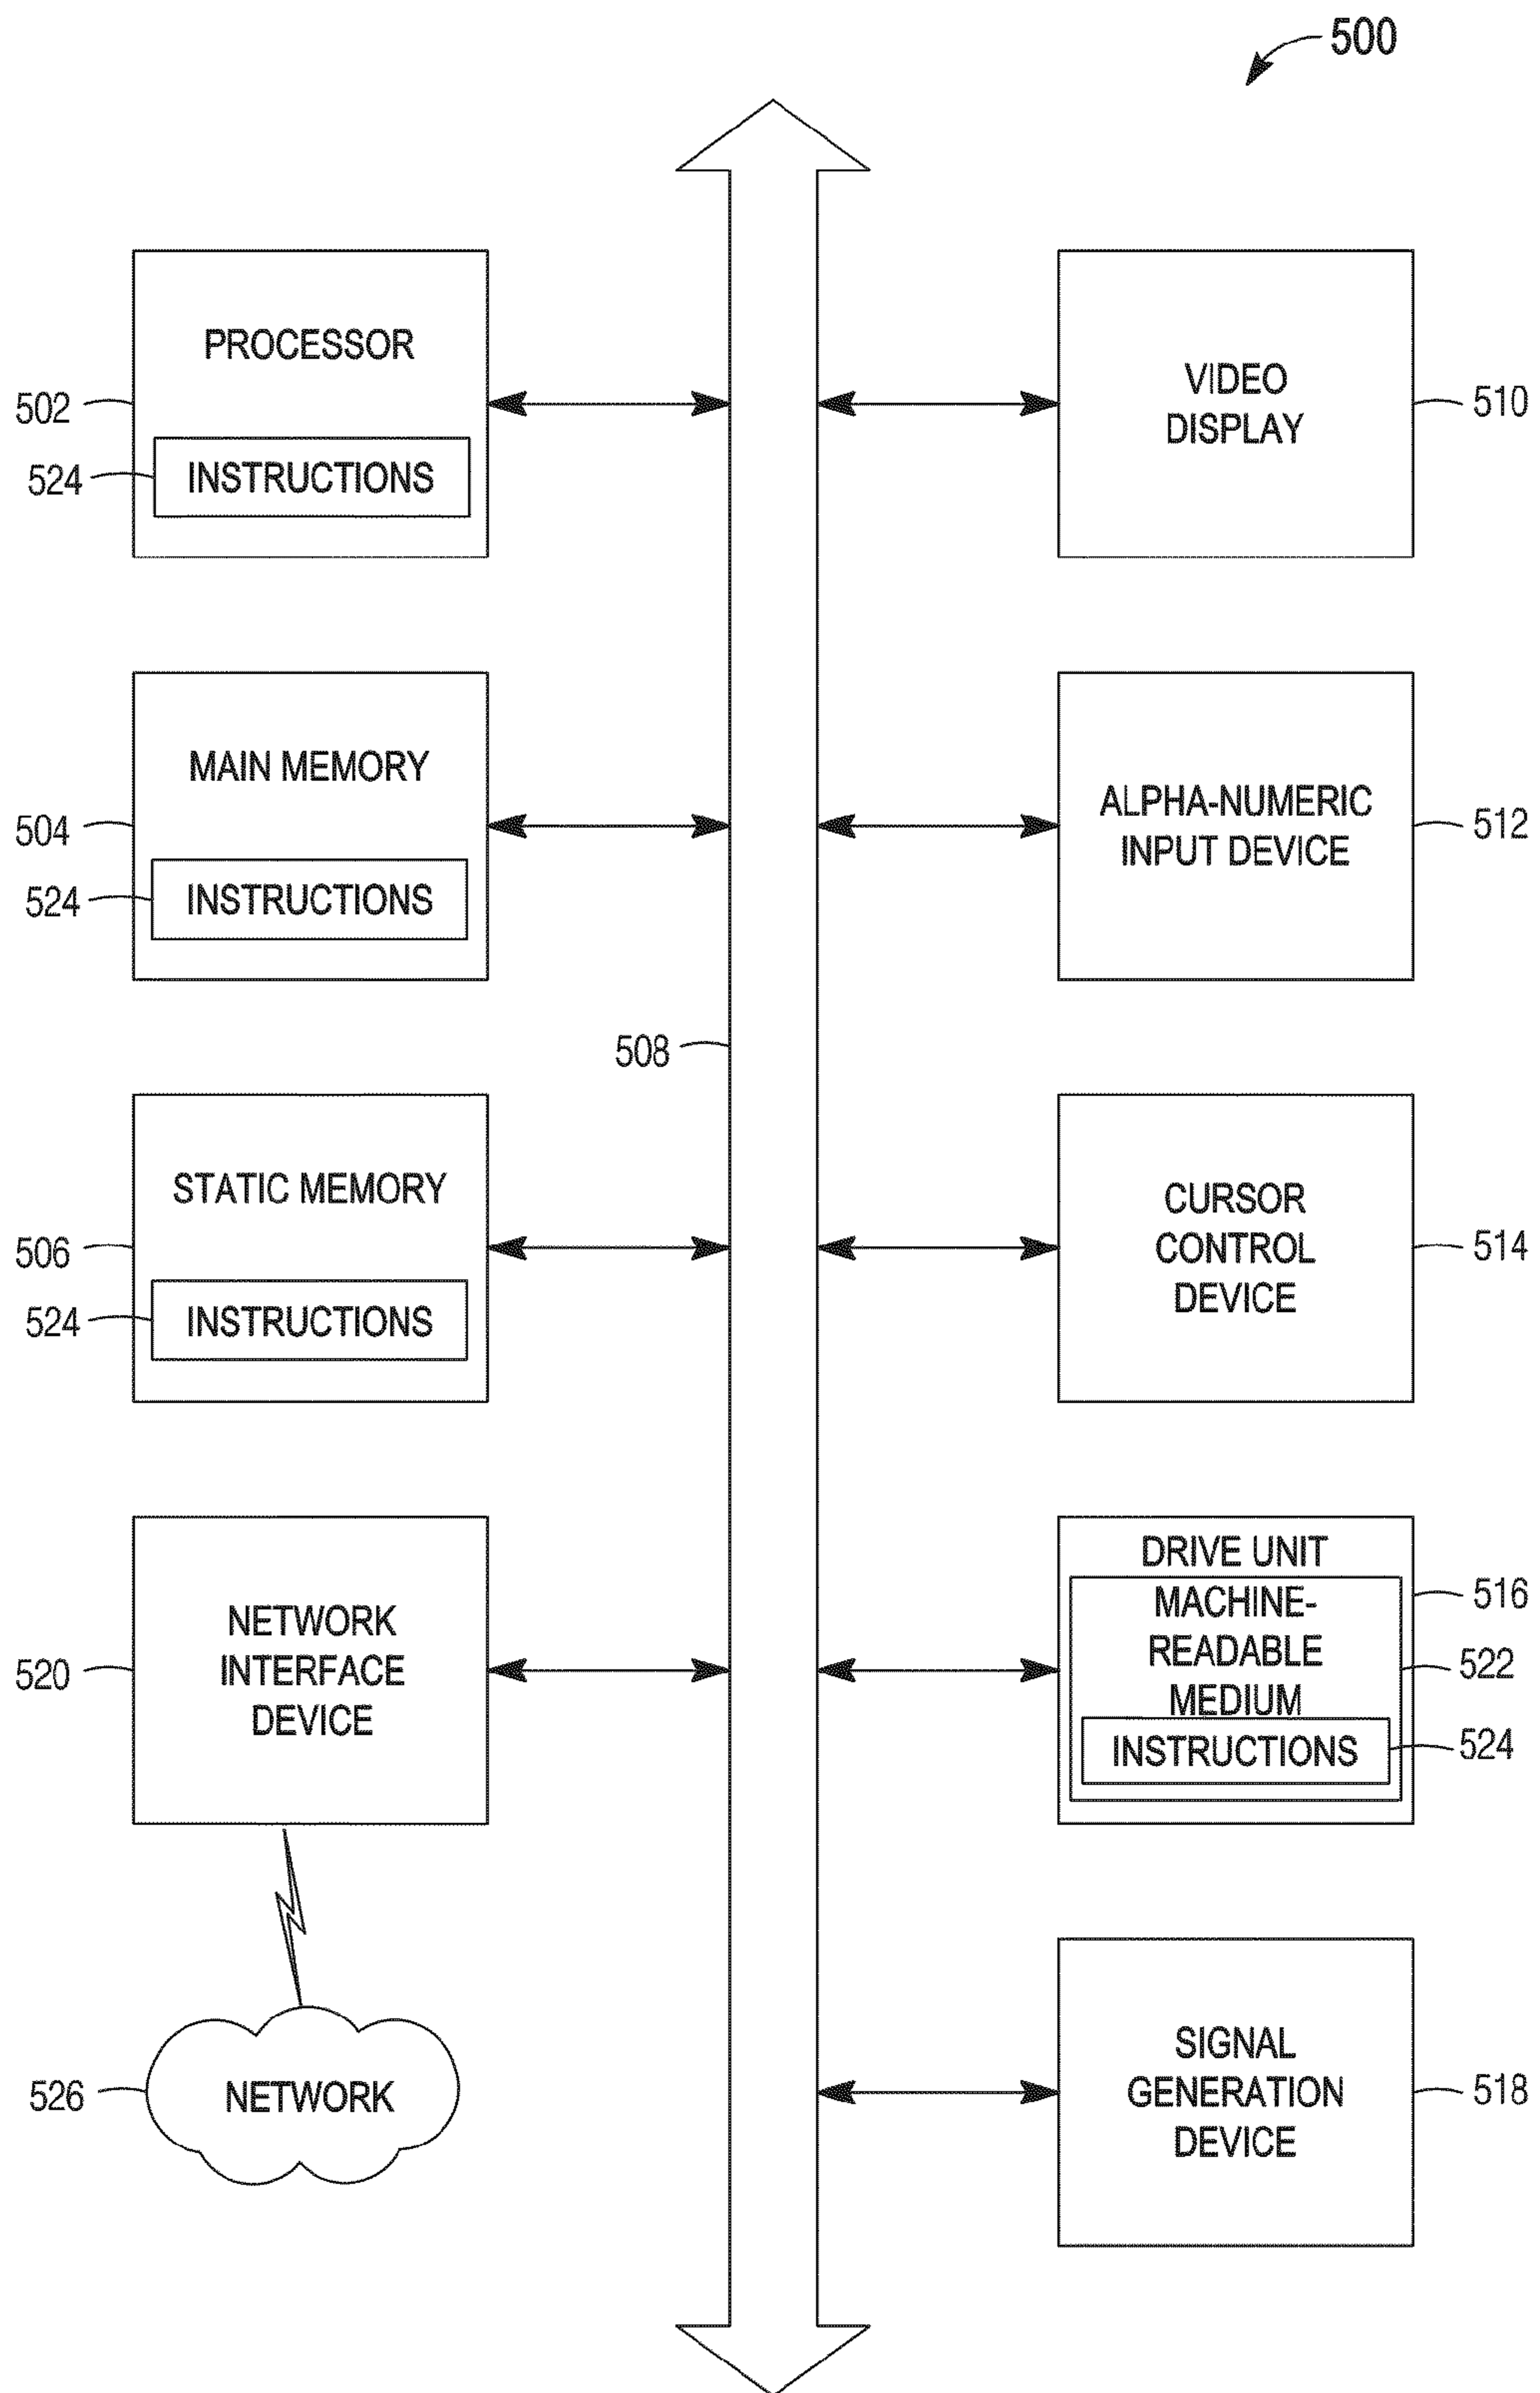 500
PROCESSOR
502
524
INSTRUCTIONS
VIDEO
DISPLAY
510
MAIN MEMORY
504
524
INSTRUCTIONS
ALPHA-NUMERIC
INPUT DEVICE
512
508
STATIC MEMORY
506
524
INSTRUCTIONS
CURSOR
CONTROL
DEVICE
514
NETWORK
INTERFACE
DEVICE
520
DRIVE UNIT
516
MACHINE-
READABLE
MEDIUM
522
INSTRUCTIONS
524
NETWORK
526
SIGNAL
GENERATION
DEVICE
518